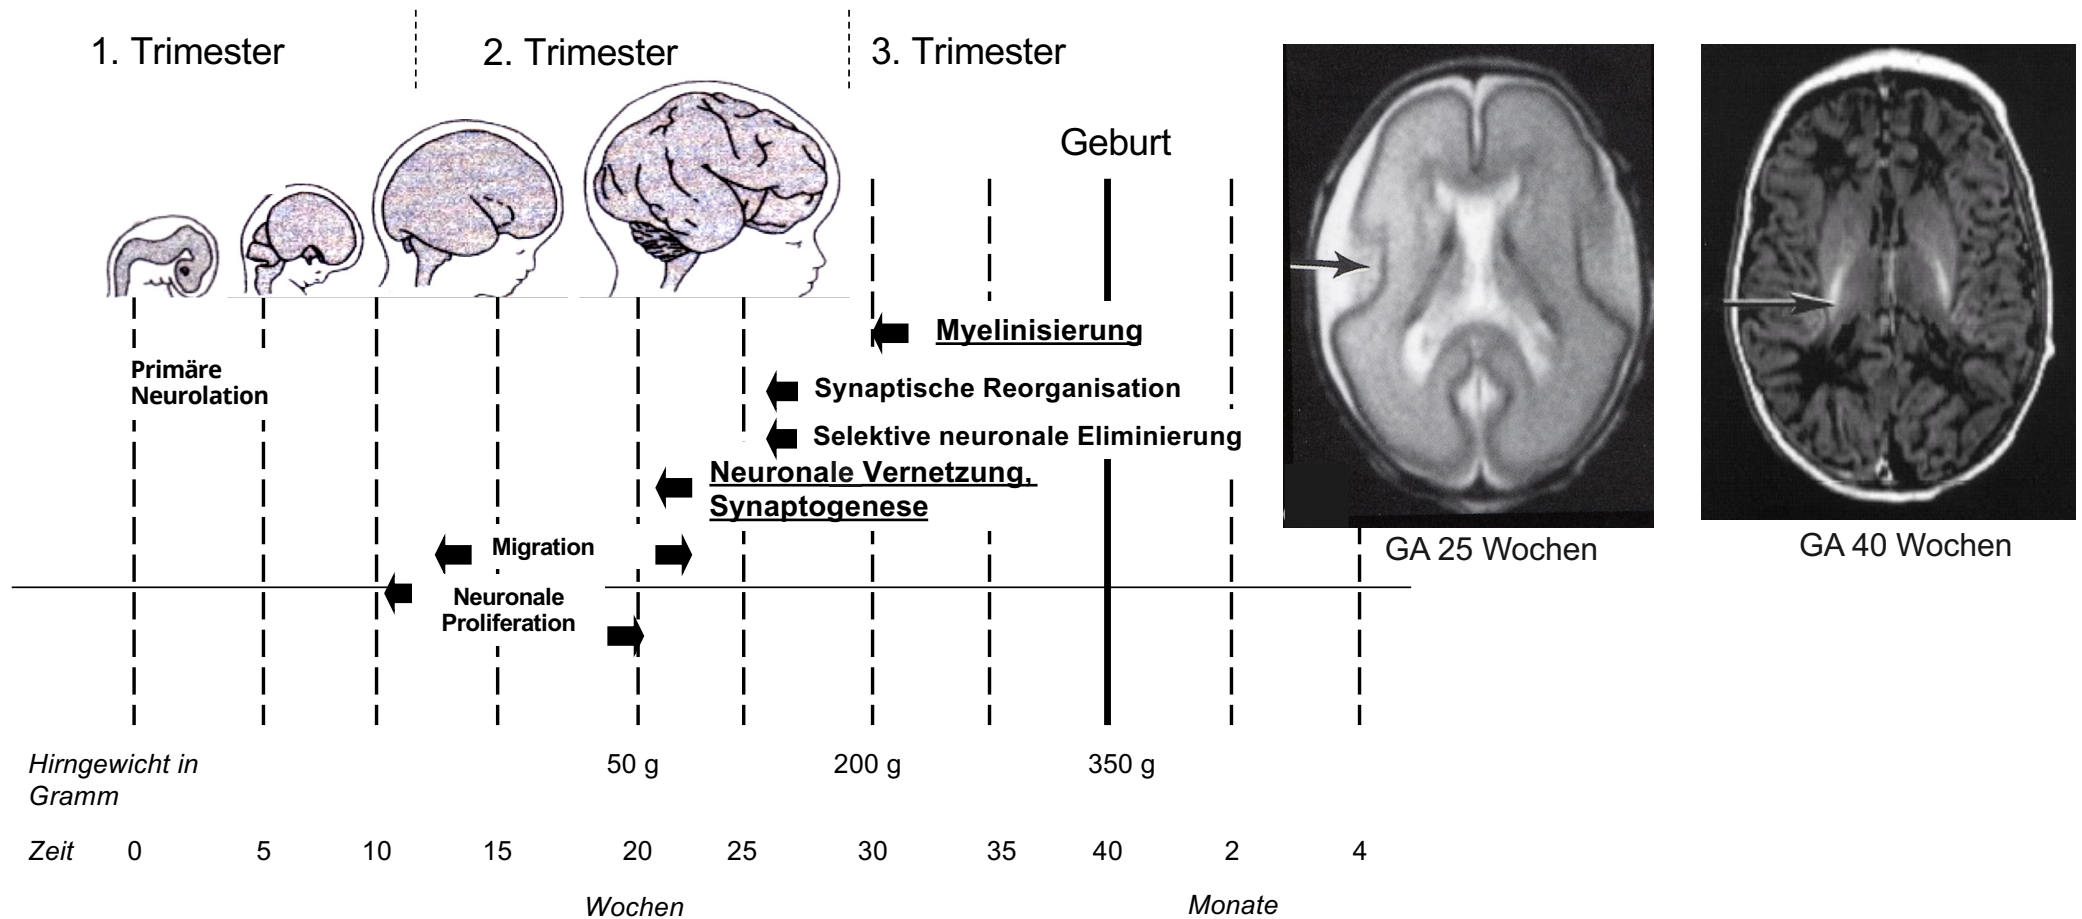 1. Trimester
2. Trimester
3. Trimester
Geburt
Myelinisierung
Primäre
Neurolation
Synaptische Reorganisation
Selektive neuronale Eliminierung
Neuronale Vernetzung,
Synaptogenese
Migration
Neuronale
Proliferation
GA 25 Wochen
GA 40 Wochen
Hirngewicht in
Gramm
50 g
200 g
350 g
Zeit
0
5
10
15
20
25
30
35
40
2
4
Wochen
Monate